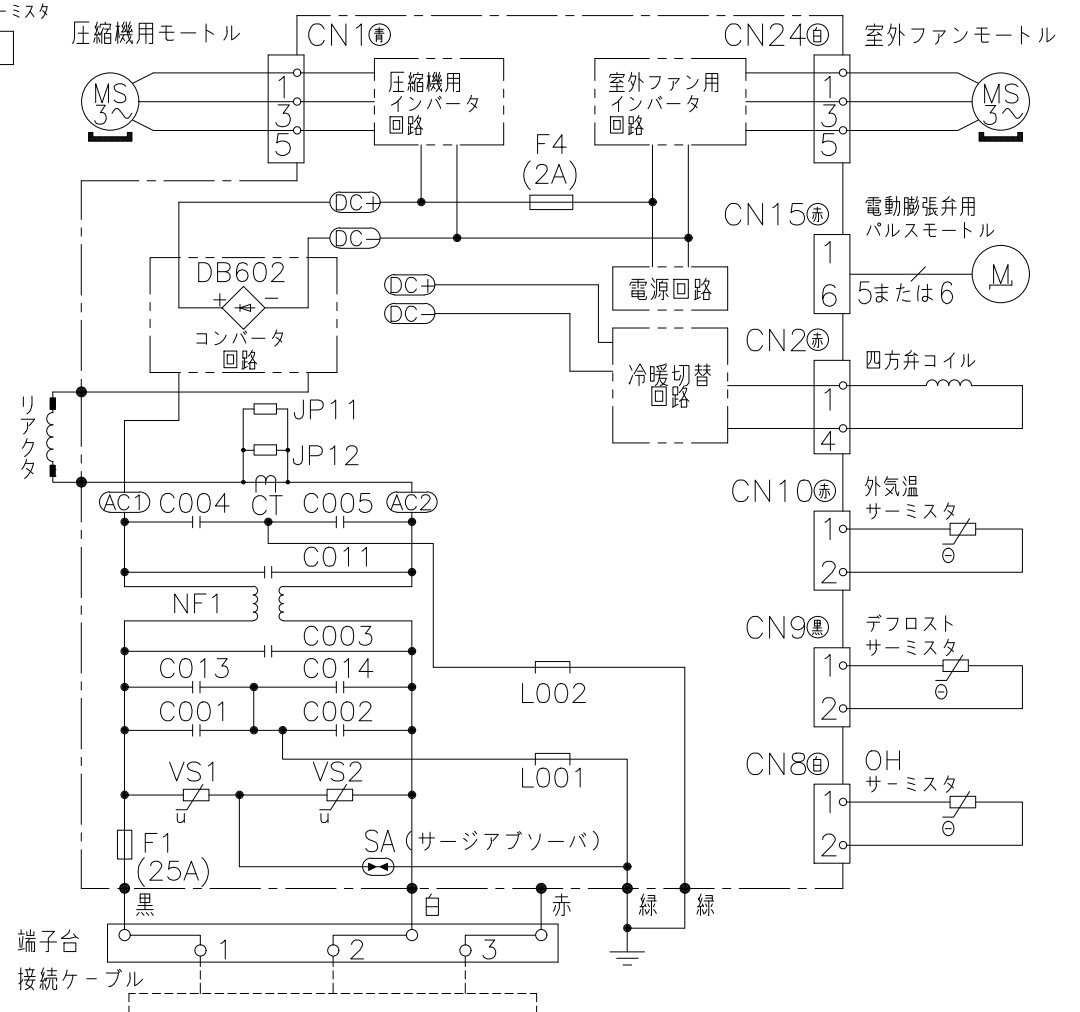 ーミスタ
圧縮機用モートル
CN1青
CN24白
室外ファンモートル
MS
3〜
1
3
5
圧縮機用
インバータ
回路
室外ファン用
インバータ
回路
1
3
5
MS
3〜
F4
(2A)
DC+
DC−
CN15赤
電動膨張弁用
パルスモートル
1
6
5または6
M
DB602
+
−
コンバータ
回路
DC+
DC−
電源回路
冷暖切替
回路
CN2赤
四方弁コイル
1
4
リアクタ
JP11
JP12
CT
AC1
C004
C005
AC2
C011
NF1
C003
C013
C014
C001
C002
L002
L001
CN10赤
外気温
サーミスタ
1
2
Θ
CN9黒
デフロスト
サーミスタ
1
2
Θ
CN8白
OH
サーミスタ
1
2
Θ
VS1
u
VS2
u
SA(サージアブソーバ)
F1
(25A)
黒
白
赤
緑
緑
端子台
1
2
3
接続ケーブル